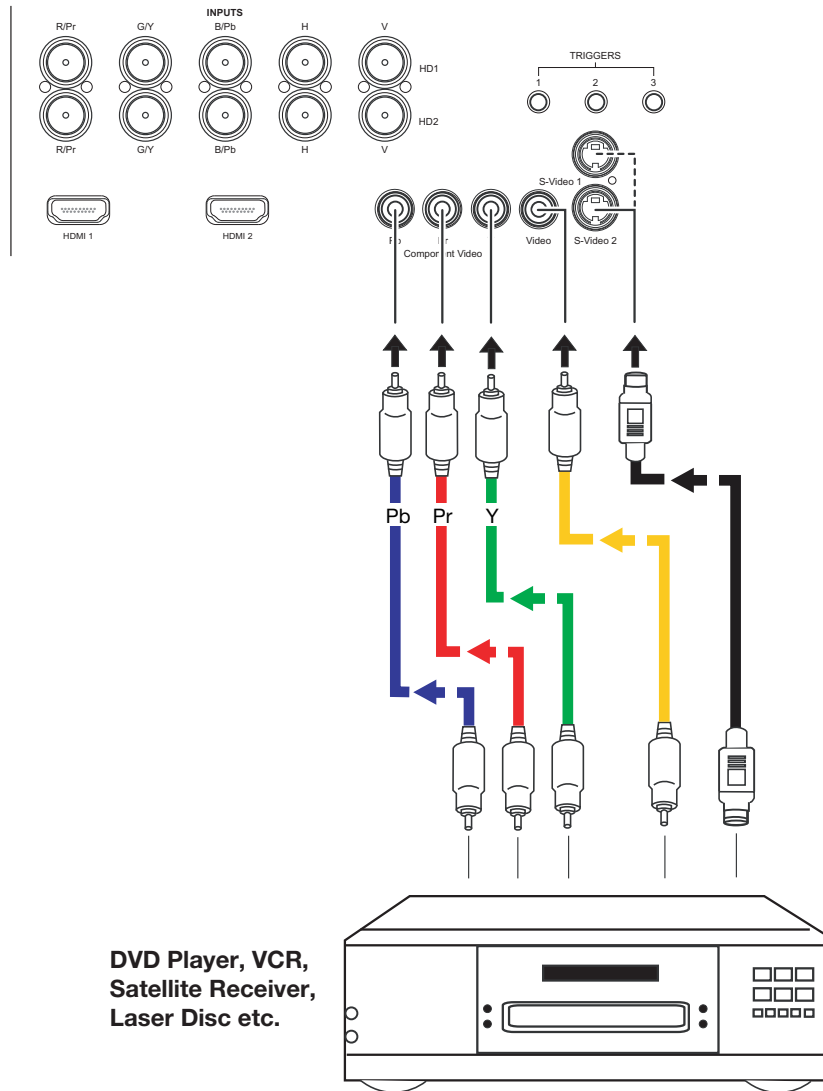 INPUTS
R/Pr G/Y B/Pb H V
HD1
HD2
R/Pr G/Y B/Pb H V
TRIGGERS
1 2 3
S-Video 1
HDMI 1 HDMI 2
Video S-Video 2
Video
Pb Pr Y
DVD Player, VCR,
Satellite Receiver,
Laser Disc etc.